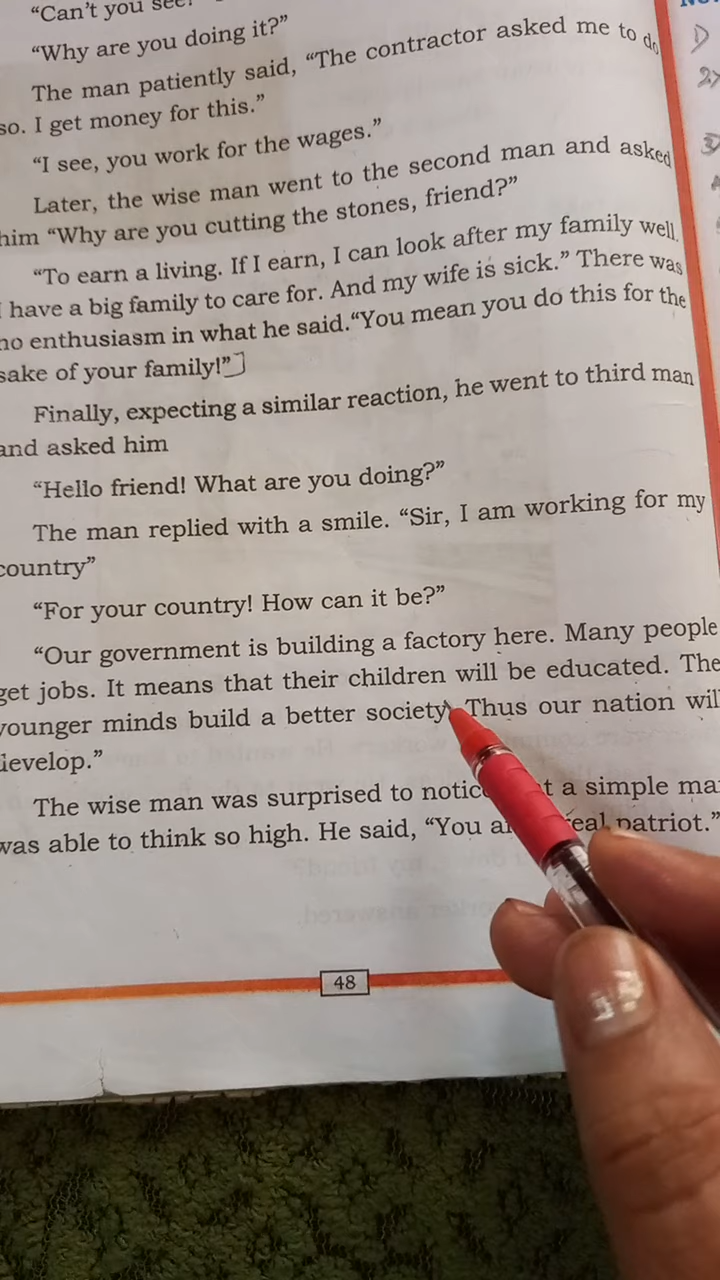 “Can’t you see!
“Why are you doing it?”
The man patiently said, “The contractor asked me to do
so. I get money for this.”
“I see, you work for the wages.”
Later, the wise man went to the second man and asked
him “Why are you cutting the stones, friend?”
“To earn a living. If I earn, I can look after my family well.
I have a big family to care for. And my wife is sick.” There was
no enthusiasm in what he said.“You mean you do this for the
sake of your family!”
Finally, expecting a similar reaction, he went to third man
and asked him
“Hello friend! What are you doing?”
The man replied with a smile. “Sir, I am working for my
country”
“For your country! How can it be?”
“Our government is building a factory here. Many people
get jobs. It means that their children will be educated. The
younger minds build a better society. Thus our nation will
develop.”
The wise man was surprised to notice a simple man
was able to think so high. He said, “You real patriot.”
48